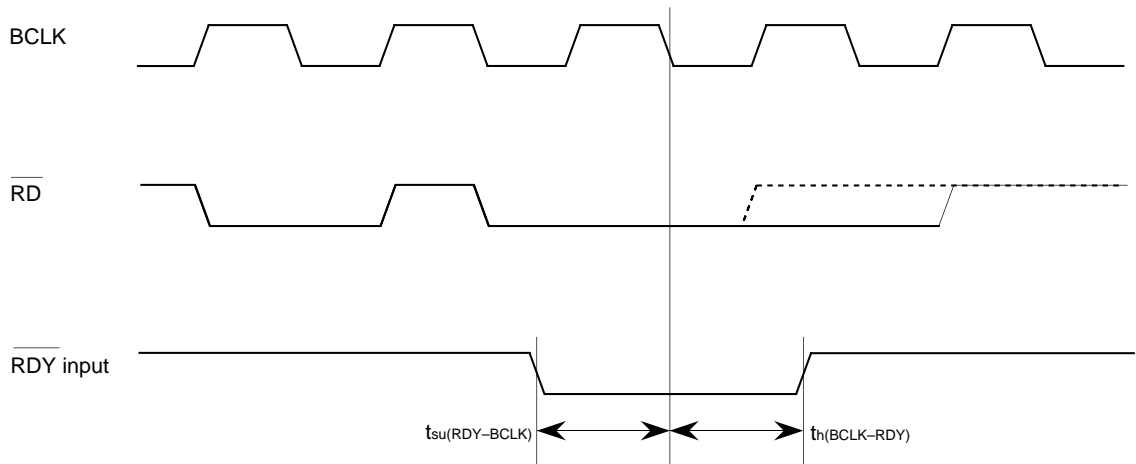 BCLK
RD
RDY input
tsu(RDY–BCLK)
th(BCLK–RDY)